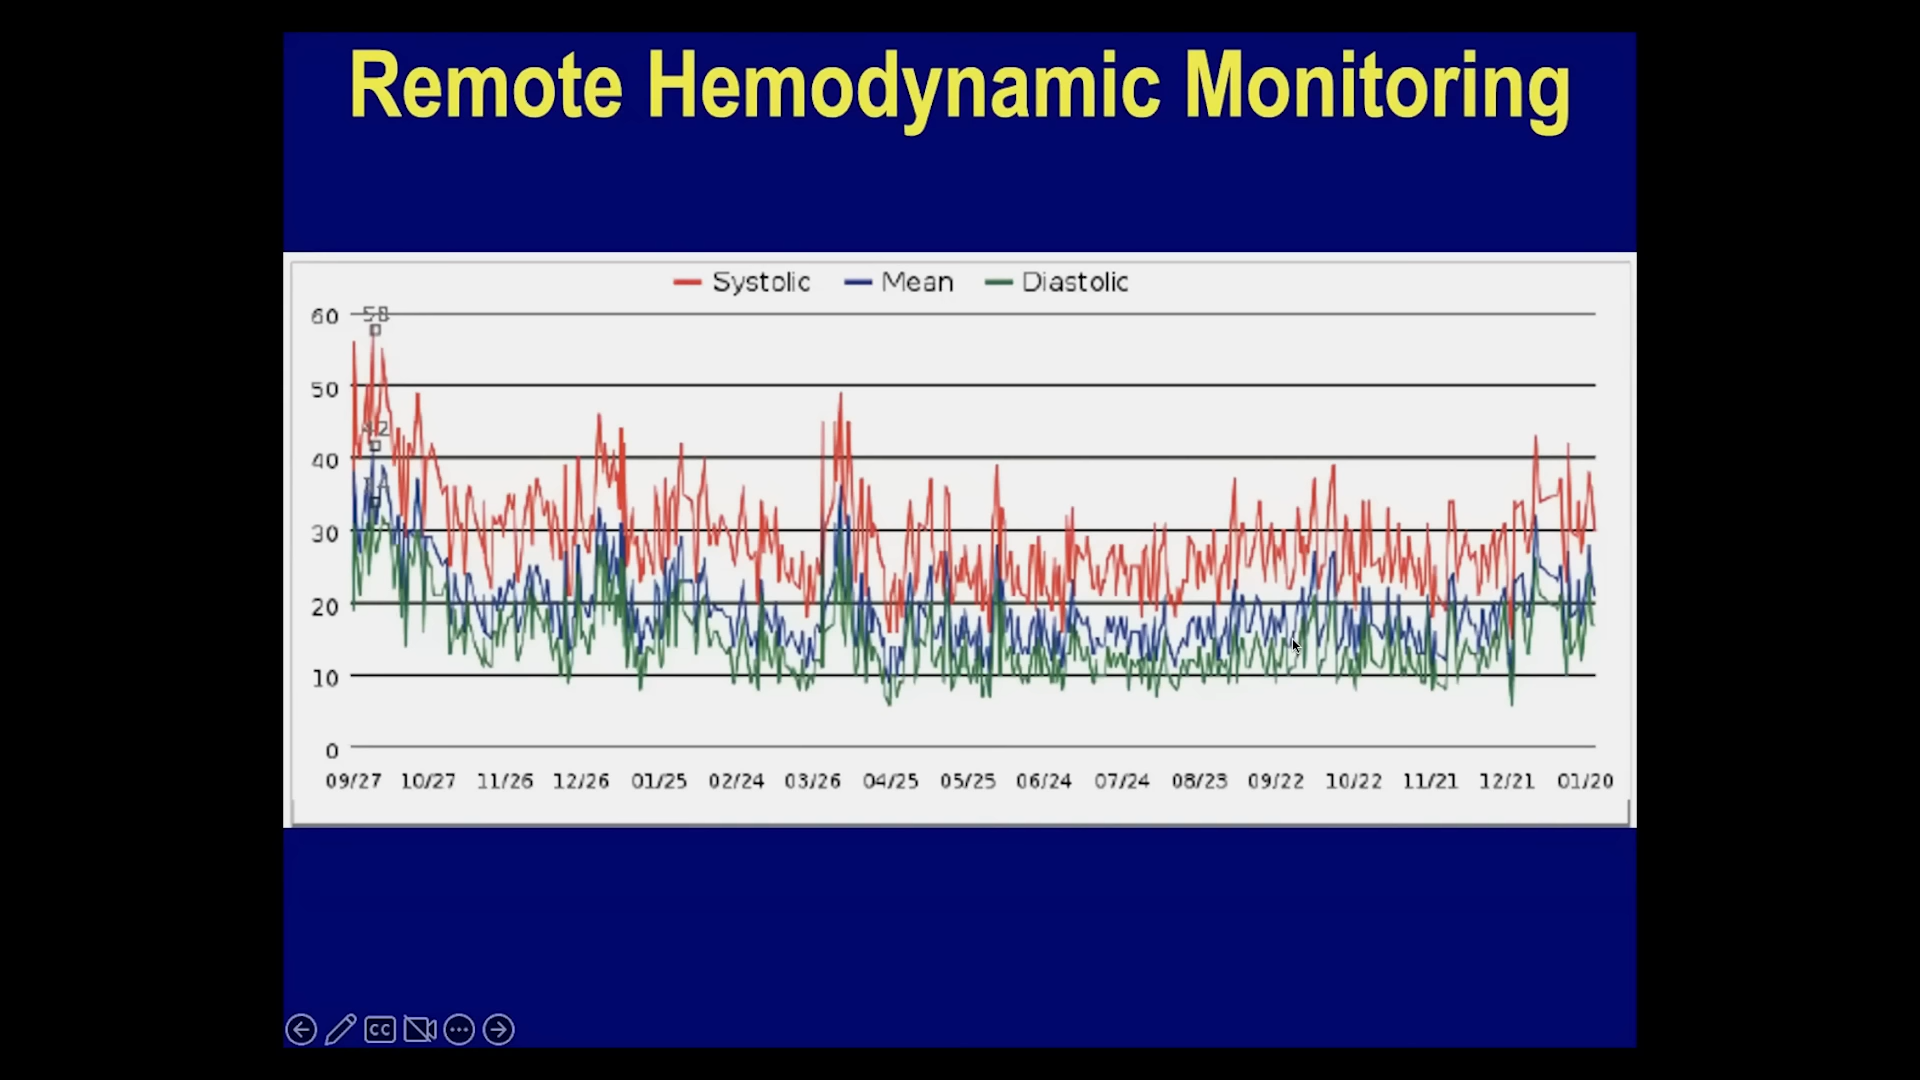 Remote Hemodynamic Monitoring
Systolic Mean Diastolic
60
58
50
42
40
30
20
10
0
09/27 10/27 11/26 12/26 01/25 02/24 03/26 04/25 05/25 06/24 07/24 08/23 09/22 10/22 11/21 12/21 01/20
CC